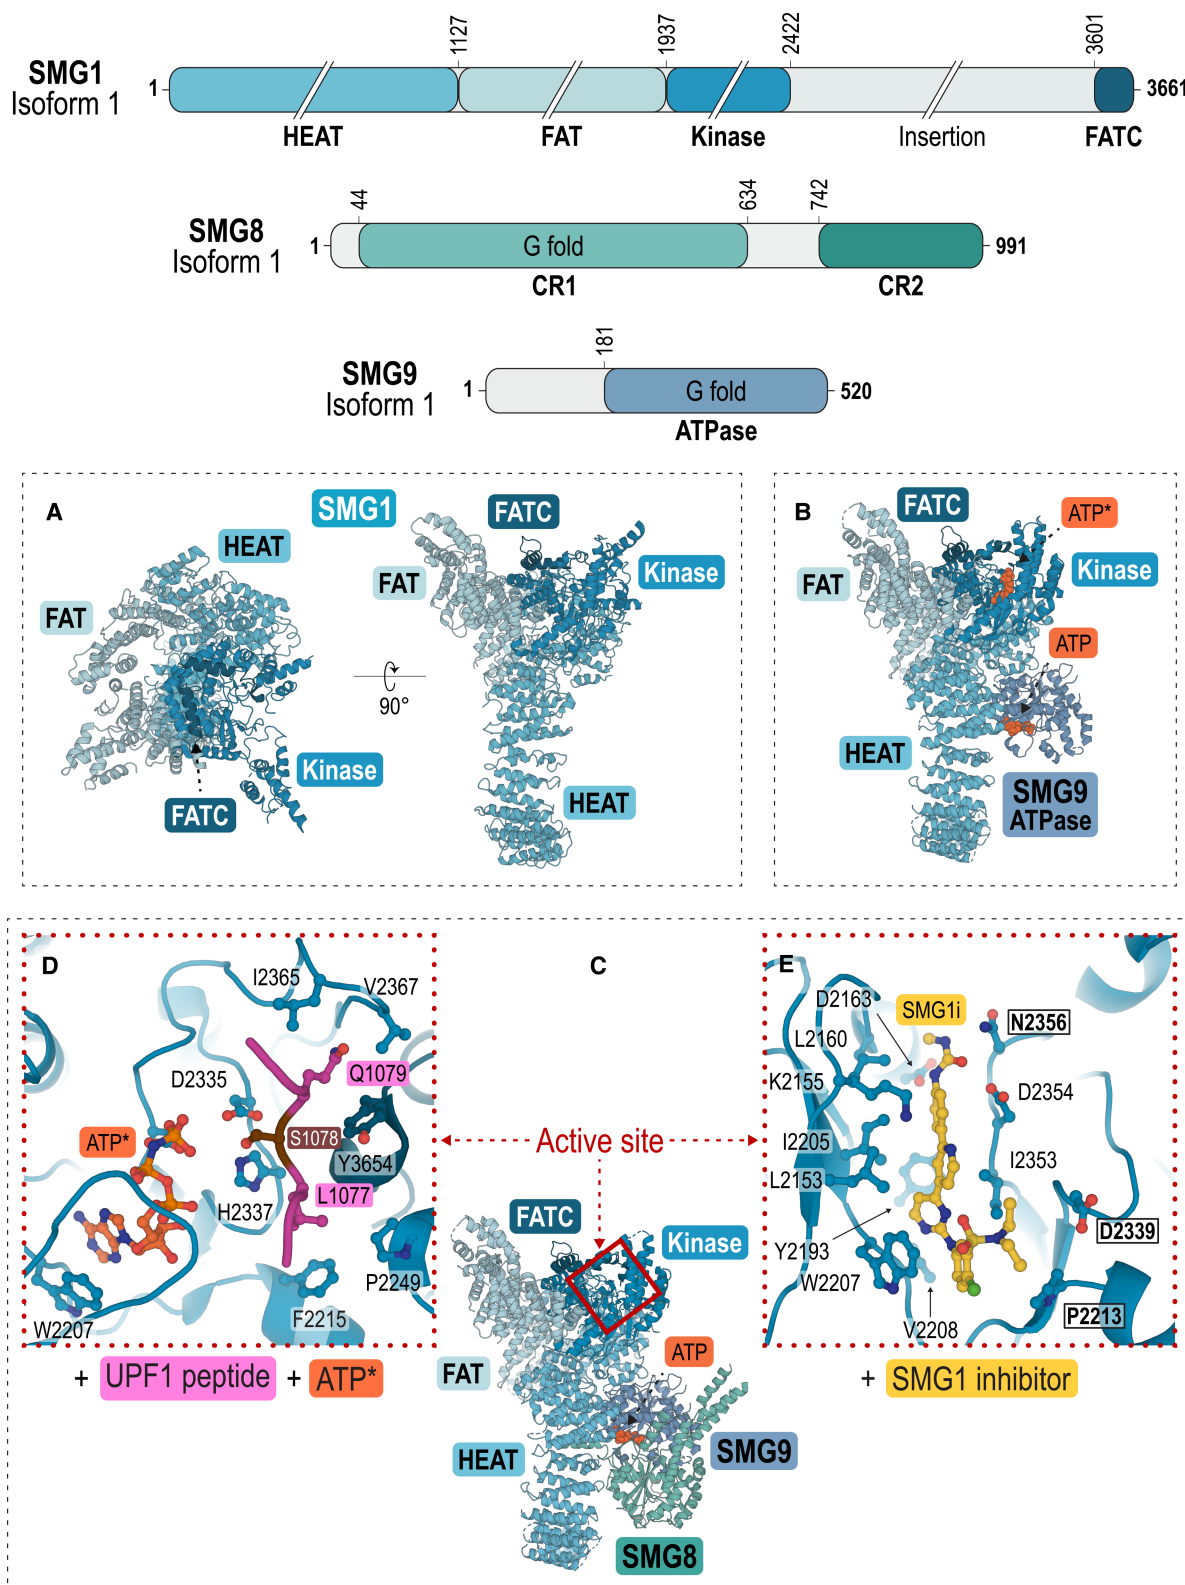 1127
1937
2422
3601
SMG1
Isoform 1
1
3661
HEAT
FAT
Kinase
Insertion
FATC
44
634
742
SMG8
Isoform 1
1
G fold
991
CR1
CR2
181
SMG9
Isoform 1
1
G fold
520
ATPase
A
SMG1
FATC
HEAT
FAT
FAT
Kinase
90°
Kinase
FATC
HEAT
B
FATC
ATP*
FAT
Kinase
ATP
HEAT
SMG9
ATPase
D
I2365
V2367
D2335
Q1079
ATP*
S1078
Y3654
L1077
H2337
P2249
F2215
W2207
+ UPF1 peptide + ATP*
C
Active site
FATC
Kinase
FAT
ATP
HEAT
SMG9
SMG8
E
D2163
SMG1i
N2356
L2160
K2155
D2354
I2205
I2353
L2153
D2339
Y2193
W2207
P2213
V2208
+ SMG1 inhibitor